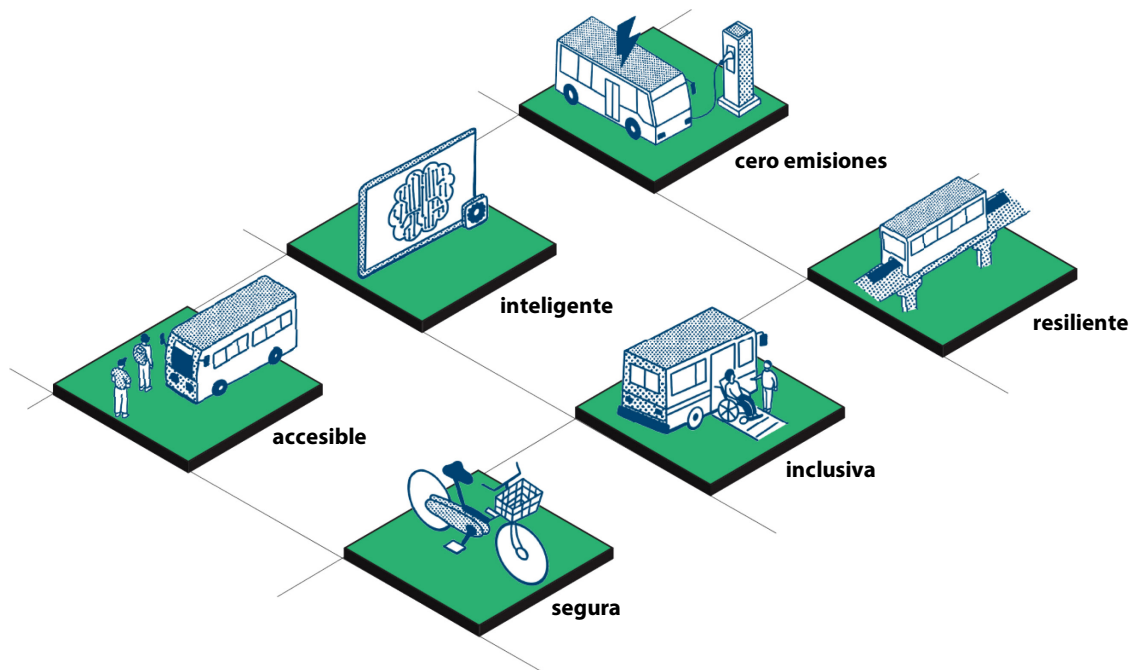 cero emisiones
inteligente
resiliente
accesible
inclusiva
segura